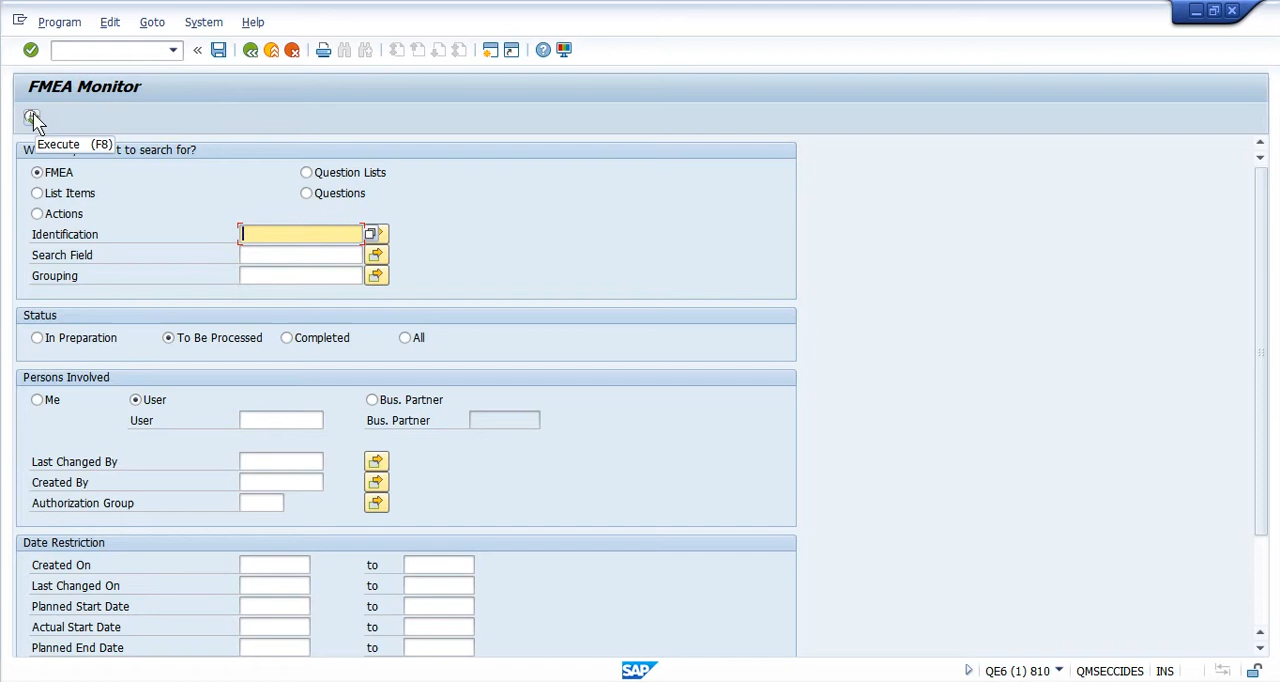 Program Edit Goto System Help
FMEA Monitor
Execute (F8)
t to search for?
FMEA Question Lists
List Items Questions
Actions
Identification
Search Field
Grouping
Status
In Preparation To Be Processed Completed All
Persons Involved
Me User Bus. Partner
User Bus. Partner
Last Changed By
Created By
Authorization Group
Date Restriction
Created On to
Last Changed On to
Planned Start Date to
Actual Start Date to
Planned End Date to
SAP QE6 (1) 810 QMSECCIDES INS